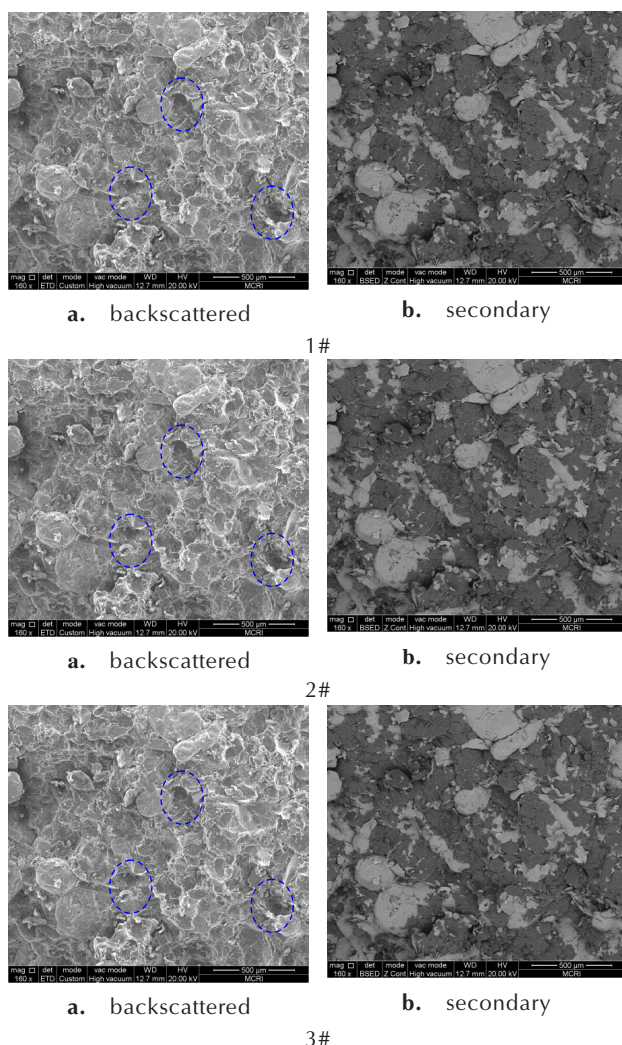 mag □ det mode vac mode WD HV 500 µm
160 x ETD Custom High vacuum 12.7 mm 20.00 kV MCRI
mag □ det mode vac mode WD HV 500 µm
160 x BSED Z Cont High vacuum 12.7 mm 20.00 kV MCRI
a. backscattered
b. secondary
1#
mag □ det mode vac mode WD HV 500 µm
160 x ETD Custom High vacuum 12.7 mm 20.00 kV MCRI
mag □ det mode vac mode WD HV 500 µm
160 x BSED Z Cont High vacuum 12.7 mm 20.00 kV MCRI
a. backscattered
b. secondary
2#
mag □ det mode vac mode WD HV 500 µm
160 x ETD Custom High vacuum 12.7 mm 20.00 kV MCRI
mag □ det mode vac mode WD HV 500 µm
160 x BSED Z Cont High vacuum 12.7 mm 20.00 kV MCRI
a. backscattered
b. secondary
3#